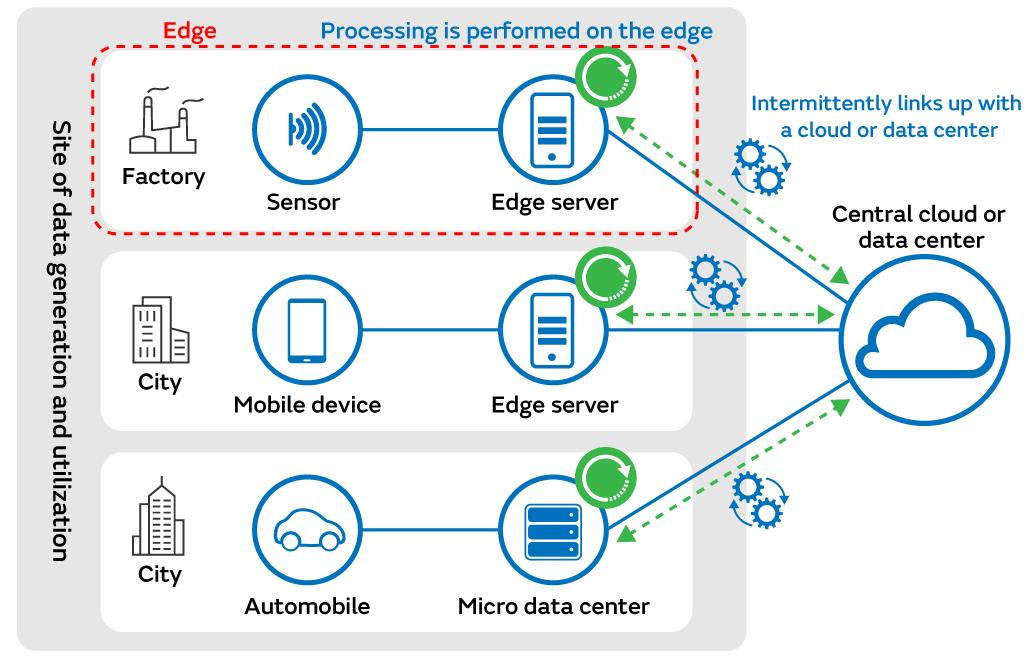 Edge
Processing is performed on the edge
Site of data generation and utilization
Factory
Sensor
Edge server
Intermittently links up with
a cloud or data center
Central cloud or
data center
City
Mobile device
Edge server
City
Automobile
Micro data center